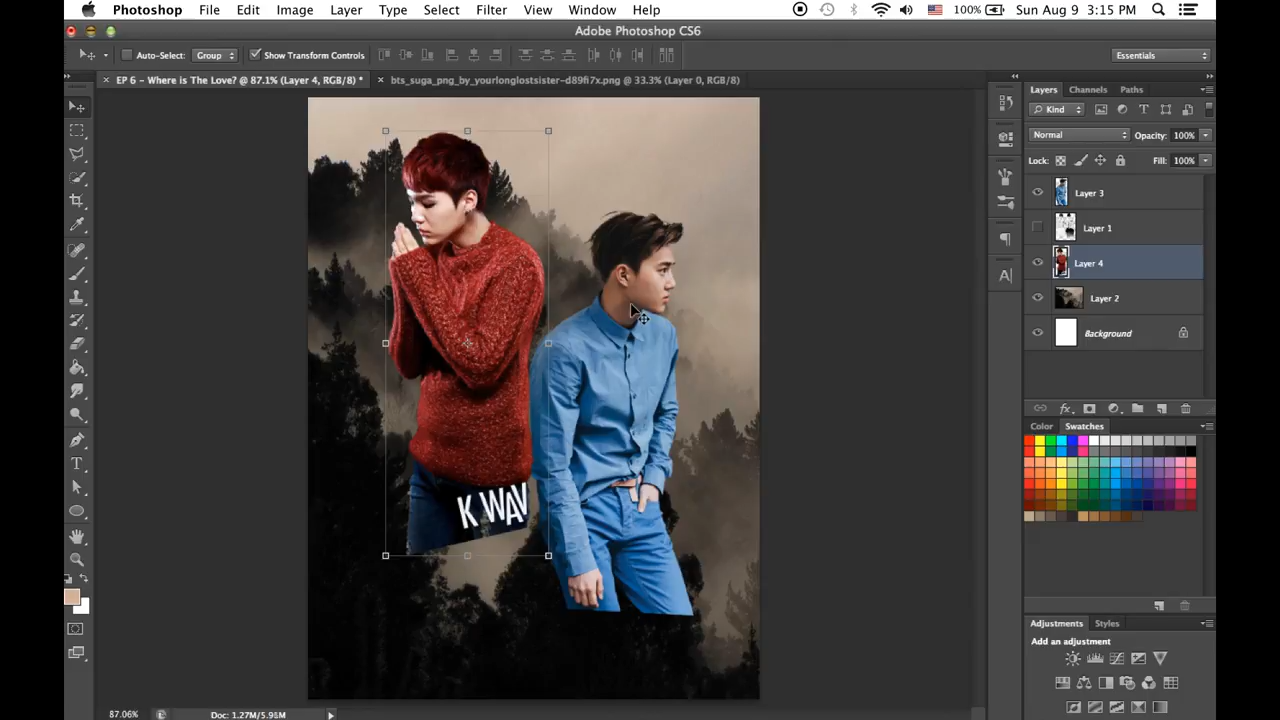 Photoshop File Edit Image Layer Type Select Filter View Window Help 100% Sun Aug 9 3:15 PM
Adobe Photoshop CS6
Auto-Select: Group Show Transform Controls Essentials
EP 6 - Where is The Love? @ 87.1% (Layer 4, RGB/8) * bts_suga_png_by_yourlonglostsister-d89fi7x.png @ 33.3% (Layer 0, RGB/8)
Layers Channels Paths
Kind
Normal Opacity: 100%
Lock: Fill: 100%
Layer 3
Layer 1
Layer 4
Layer 2
Background
fx
Color Swatches
K WAV
Adjustments Styles
Add an adjustment
87.06% Doc: 1.27M/5.98M